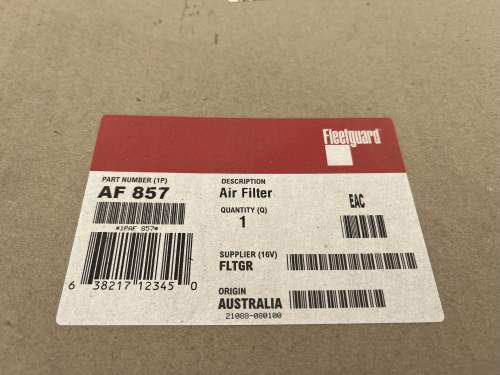 Fleetguard
PART NUMBER (1P)
AF 857
*1PAF 857*
6 38217 12345 0
DESCRIPTION
Air Filter
QUANTITY (Q)
1
EAC
SUPPLIER (16V)
FLTGR
ORIGIN
AUSTRALIA
21088-080100